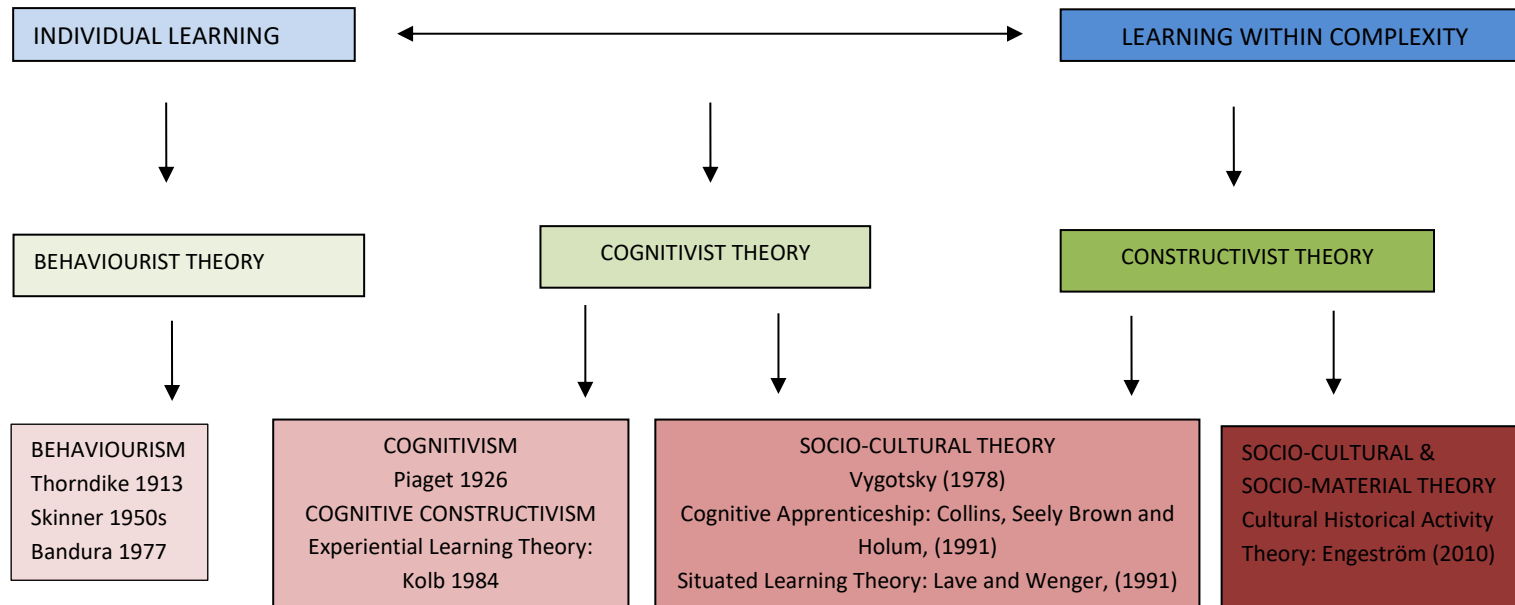 INDIVIDUAL LEARNING
LEARNING WITHIN COMPLEXITY
BEHAVIOURIST THEORY
COGNITIVIST THEORY
CONSTRUCTIVIST THEORY
BEHAVIOURISM
Thorndike 1913
Skinner 1950s
Bandura 1977
COGNITIVISM
Piaget 1926
COGNITIVE CONSTRUCTIVISM
Experiential Learning Theory:
Kolb 1984
SOCIO-CULTURAL THEORY
Vygotsky (1978)
Cognitive Apprenticeship: Collins, Seely Brown and
Holum, (1991)
Situated Learning Theory: Lave and Wenger, (1991)
SOCIO-CULTURAL &
SOCIO-MATERIAL THEORY
Cultural Historical Activity
Theory: Engeström (2010)